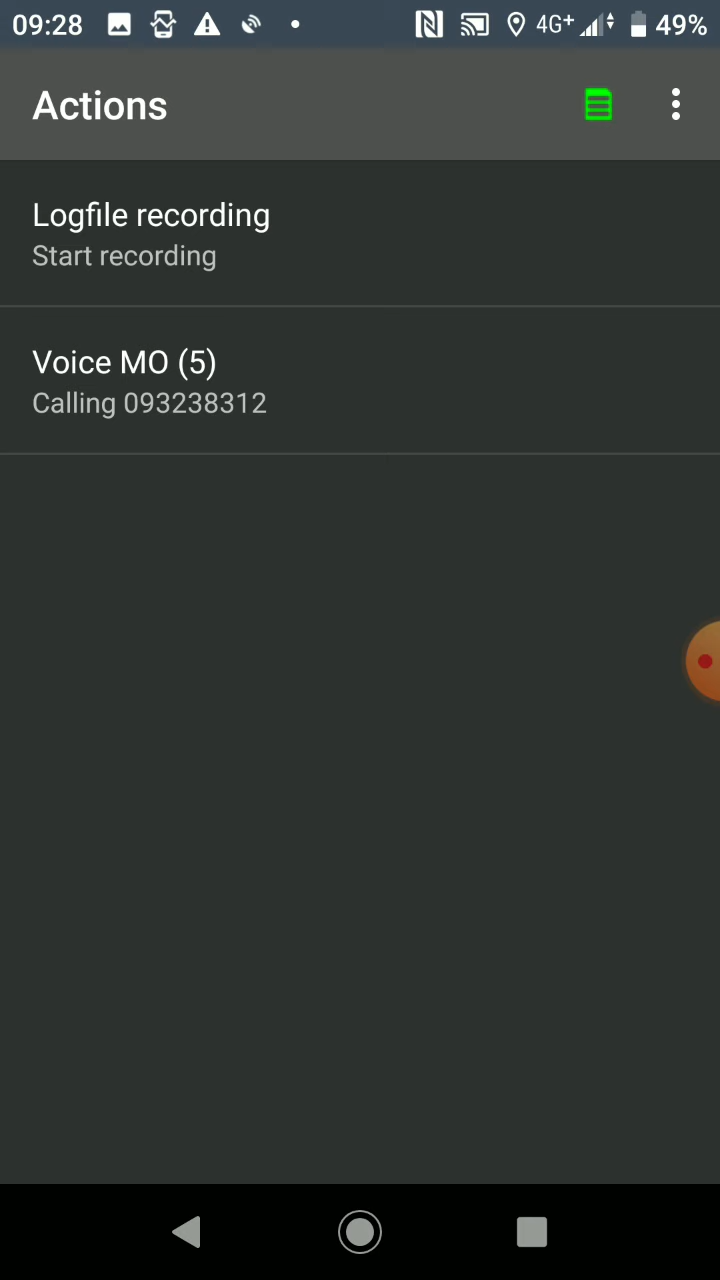 09:28 4G+ 49%
Actions
Logfile recording
Start recording
Voice MO (5)
Calling 093238312